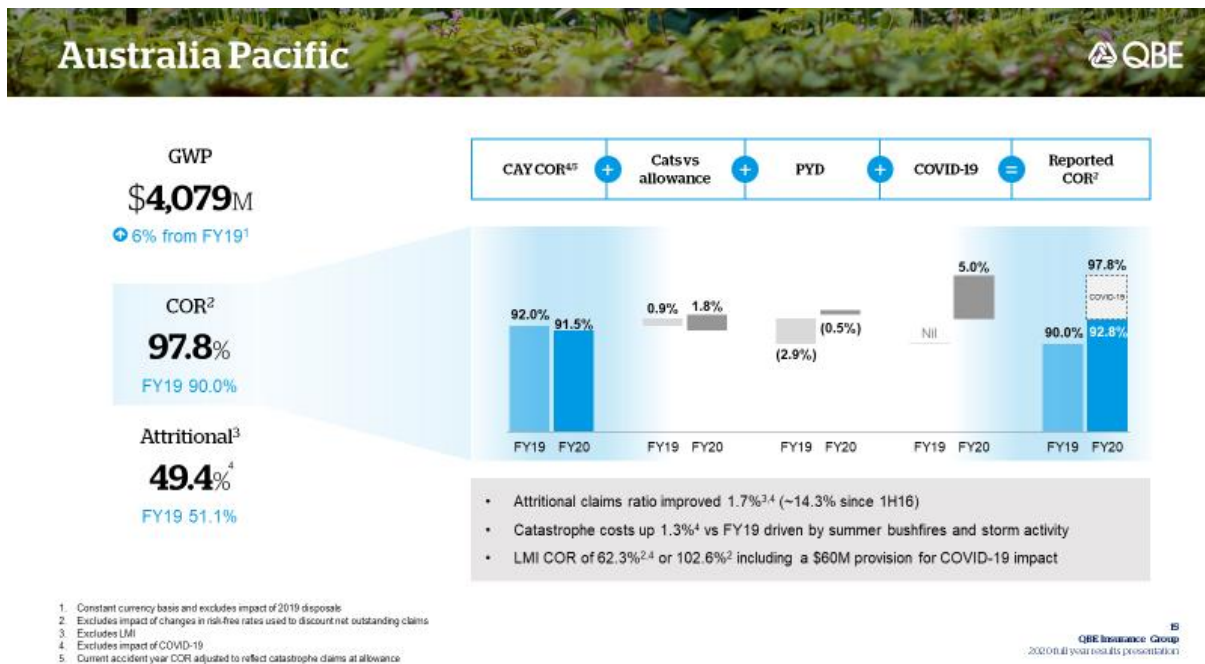 Australia Pacific
QBE
GWP
$4,079M
6% from FY19¹
COR²
97.8%
FY19 90.0%
Attritional³
49.4%⁴
FY19 51.1%
CAY COR⁴ᐟ⁵ + Cats vs allowance + PYD + COVID-19 = Reported COR²
92.0% 91.5%
0.9% 1.8%
(2.9%) (0.5%)
Nil 5.0%
97.8%
COVID-19
90.0% 92.8%
FY19 FY20 FY19 FY20 FY19 FY20 FY19 FY20 FY19 FY20
• Attritional claims ratio improved 1.7%³,⁴ (~14.3% since 1H16)
• Catastrophe costs up 1.3%⁴ vs FY19 driven by summer bushfires and storm activity
• LMI COR of 62.3%²,⁴ or 102.6%² including a $60M provision for COVID-19 impact
1. Constant currency basis and excludes impact of 2019 disposals
2. Excludes impact of changes in risk-free rates used to discount net outstanding claims
3. Excludes LMI
4. Excludes impact of COVID-19
5. Current accident year COR adjusted to reflect catastrophe claims at allowance
15
QBE Insurance Group
2020 full year results presentation